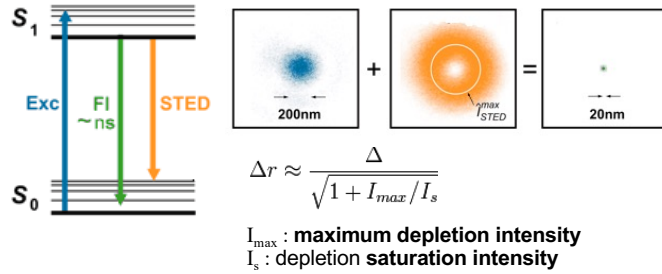 S₁
Exc
Fl
~ ns
STED
S₀
200nm
+
I_STED^max
=
20nm
Δr ≈ Δ / √(1 + I_max/I_s)
I_max : maximum depletion intensity
I_s : depletion saturation intensity